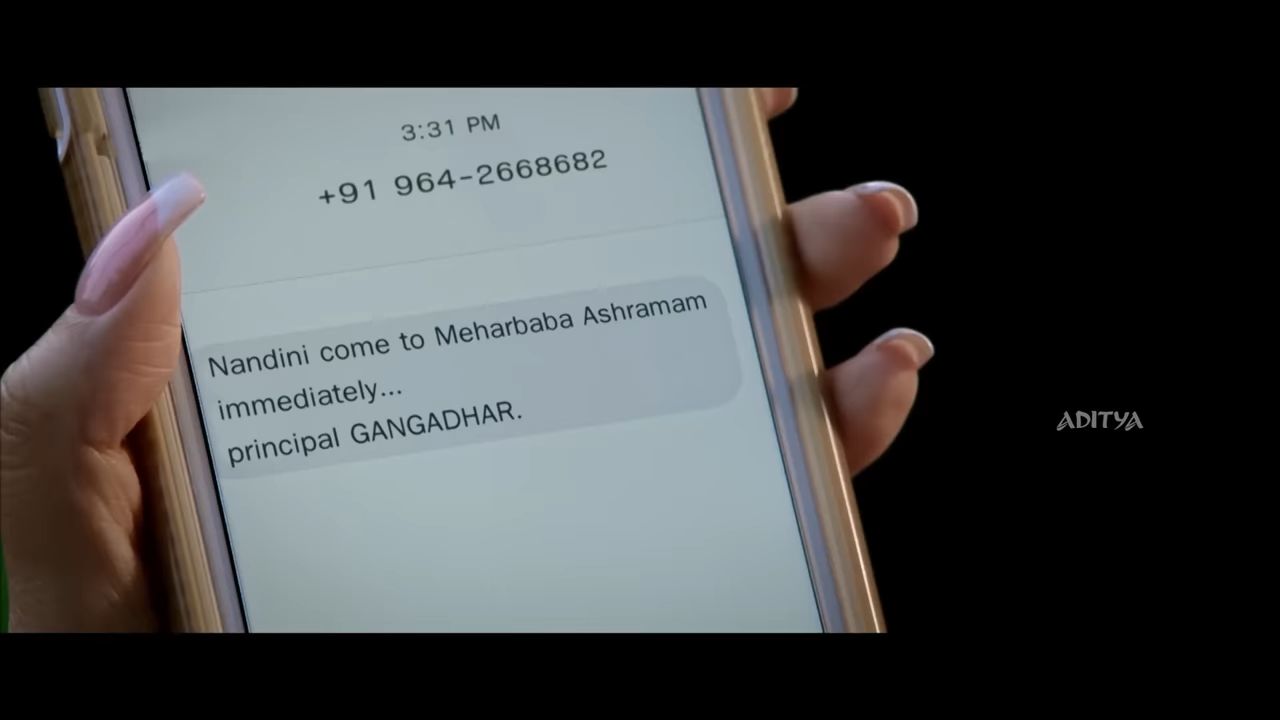 3:31 PM
+91 964-2668682
Nandini come to Meharbaba Ashramam
immediately...
principal GANGADHAR.
ADITYA